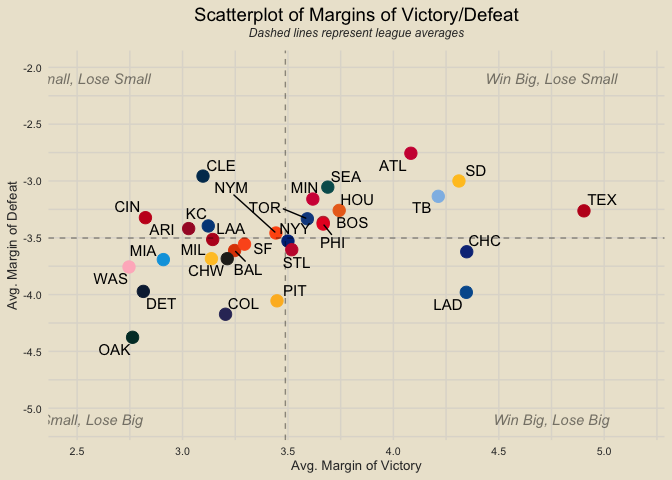 Scatterplot of Margins of Victory/Defeat
Dashed lines represent league averages
-2.0
mall, Lose Small
Win Big, Lose Small
-2.5
ATL
CLE
SD
-3.0
SEA
NYM
MIN
TEX
HOU
CIN
TOR
TB
KC
BOS
ARI
LAA
NYY
PHI
CHC
-3.5
MIA
MIL
SF
STL
WAS
CHW
BAL
PIT
-4.0
DET
COL
LAD
OAK
-4.5
-5.0
Small, Lose Big
Win Big, Lose Big
2.5
3.0
3.5
4.0
4.5
5.0
Avg. Margin of Victory
Avg. Margin of Defeat